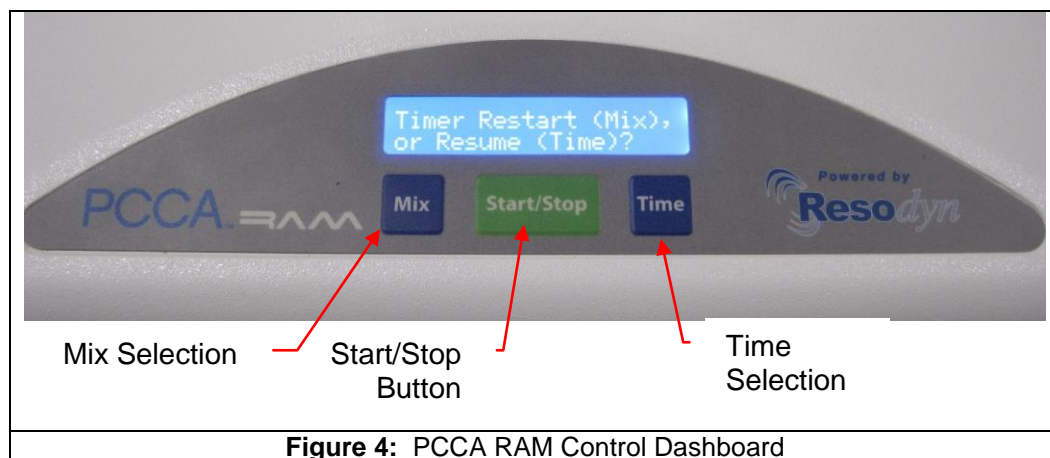 Timer Restart (Mix),
or Resume (Time)?
PCCA RAM
Mix
Start/Stop
Time
Powered by
Resodyn
Mix Selection
Start/Stop
Button
Time
Selection
Figure 4: PCCA RAM Control Dashboard